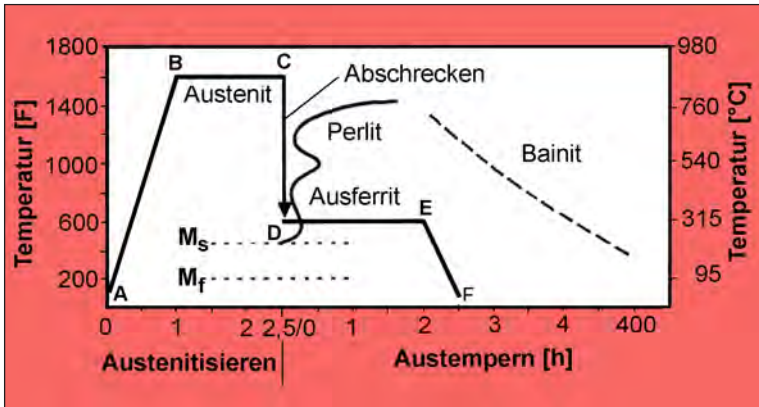 Temperatur [F]
1800
1400
1000
600
200
B
C
Austenit
Abschrecken
Perlit
Bainit
Ausferrit
D
E
Ms
Mf
A
F
980
760
540
315
95
Temperatur [°C]
0 1 2 2,5/0 1 2 3 4 400
Austenitisieren
Austempern [h]